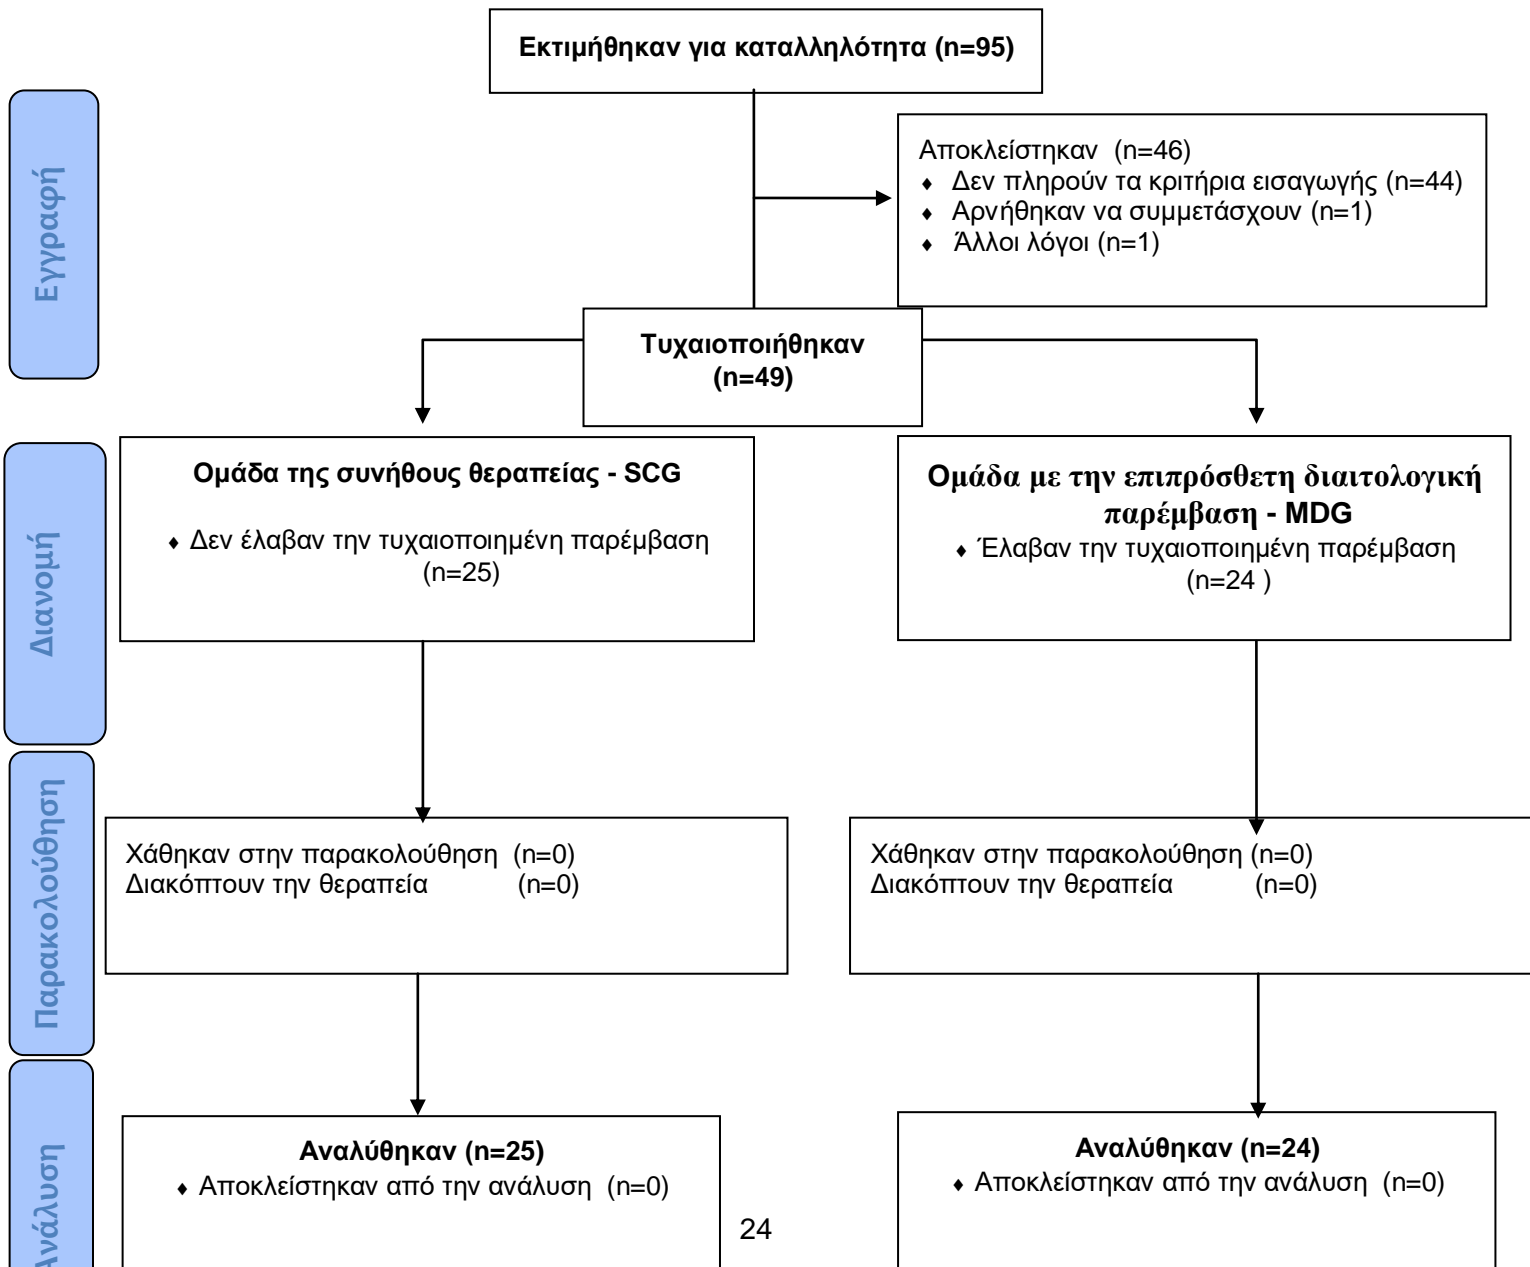 Εκτιμήθηκαν για καταλληλότητα (n=95)
Εγγραφή
Αποκλείστηκαν (n=46)
♦ Δεν πληρούν τα κριτήρια εισαγωγής (n=44)
♦ Αρνήθηκαν να συμμετάσχουν (n=1)
♦ Άλλοι λόγοι (n=1)
Τυχαιοποιήθηκαν
(n=49)
Διανομή
Ομάδα της συνήθους θεραπείας - SCG
♦ Δεν έλαβαν την τυχαιοποιημένη παρέμβαση
(n=25)
Ομάδα με την επιπρόσθετη διαιτολογική
παρέμβαση - MDG
♦ Έλαβαν την τυχαιοποιημένη παρέμβαση
(n=24 )
Παρακολούθηση
Χάθηκαν στην παρακολούθηση (n=0)
Διακόπτουν την θεραπεία (n=0)
Χάθηκαν στην παρακολούθηση (n=0)
Διακόπτουν την θεραπεία (n=0)
Ανάλυση
Αναλύθηκαν (n=25)
♦ Αποκλείστηκαν από την ανάλυση (n=0)
Αναλύθηκαν (n=24)
♦ Αποκλείστηκαν από την ανάλυση (n=0)
24